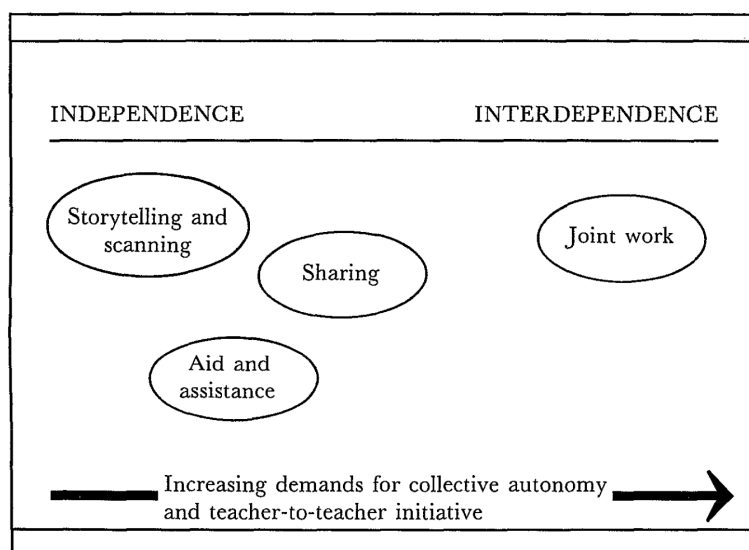 INDEPENDENCE
INTERDEPENDENCE
Storytelling and
scanning
Sharing
Joint work
Aid and
assistance
Increasing demands for collective autonomy
and teacher-to-teacher initiative